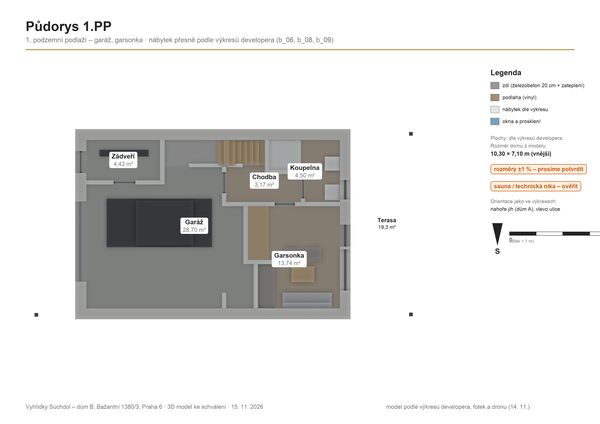 Půdorys 1.PP
1. podzemní podlaží – garáž, garsonka · nábytek přesně podle výkresů developera (b_06, b_08, b_09)
Legenda
zdi (železobeton 20 cm + zateplení)
podlaha (vinyl)
nábytek dle výkresu
okna a prosklení
Plochy: dle výkresů developera.
Rozměr domu z modelu:
10,30 × 7,10 m (vnější)
rozměry ±1 % – prosíme potvrdit
sauna / technická nika – ověřit
Orientace jako ve výkresech:
nahoře jih (dům A), vlevo ulice
S
0
Zádveří
4,42 m²
Koupelna
4,50 m²
Chodba
3,17 m²
Garáž
28,70 m²
Terasa
19,3 m²
Garsonka
13,74 m²
Vyhlídky Suchdol – dům B, Bažantní 1380/3, Praha 6 · 3D model ke schválení · 15. 11. 2026
model podle výkresů developera, fotek a dronu (14. 11.)